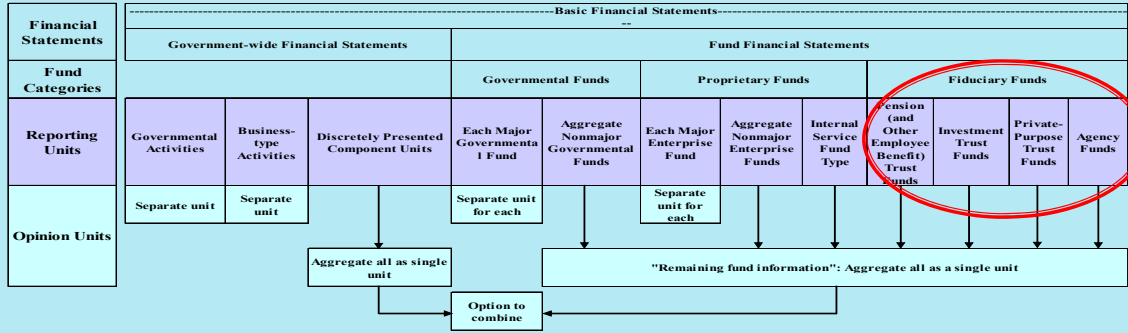 Financial
Statements
-----Basic Financial Statements-----
--
Government-wide Financial Statements
Fund Financial Statements
Fund
Categories
Governmental Funds
Proprietary Funds
Fiduciary Funds
Reporting
Units
Governmental
Activities
Business-
type
Activities
Discretely Presented
Component Units
Each Major
Governmenta
l Fund
Aggregate
Nonmajor
Governmental
Funds
Each Major
Enterprise
Fund
Aggregate
Nonmajor
Enterprise
Funds
Internal
Service
Fund
Type
Pension
(and
Other
Employee
Benefit)
Trust
Funds
Investment
Trust
Funds
Private-
Purpose
Trust
Funds
Agency
Funds
Opinion Units
Separate unit
Separate
unit
Separate unit
for each
Separate
unit for
each
Aggregate all as single
unit
"Remaining fund information": Aggregate all as a single unit
Option to
combine